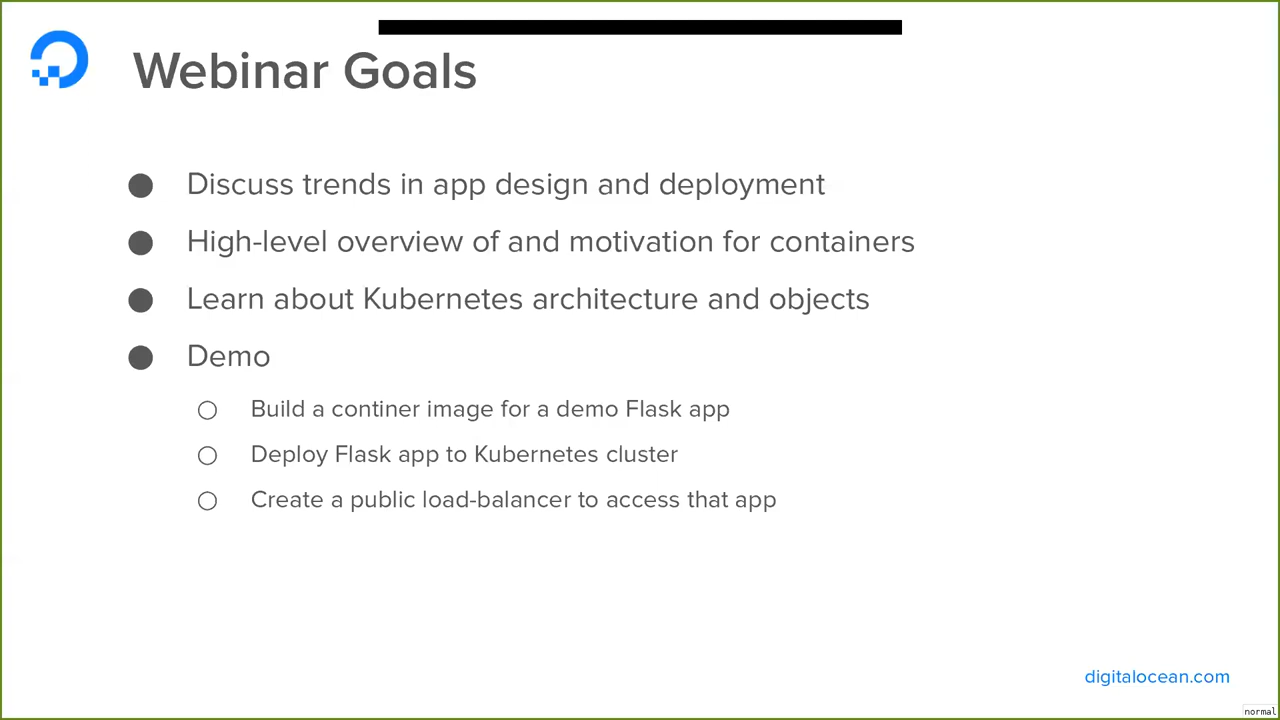 Webinar Goals
● Discuss trends in app design and deployment
● High-level overview of and motivation for containers
● Learn about Kubernetes architecture and objects
● Demo
○ Build a continer image for a demo Flask app
○ Deploy Flask app to Kubernetes cluster
○ Create a public load-balancer to access that app
digitalocean.com
normal